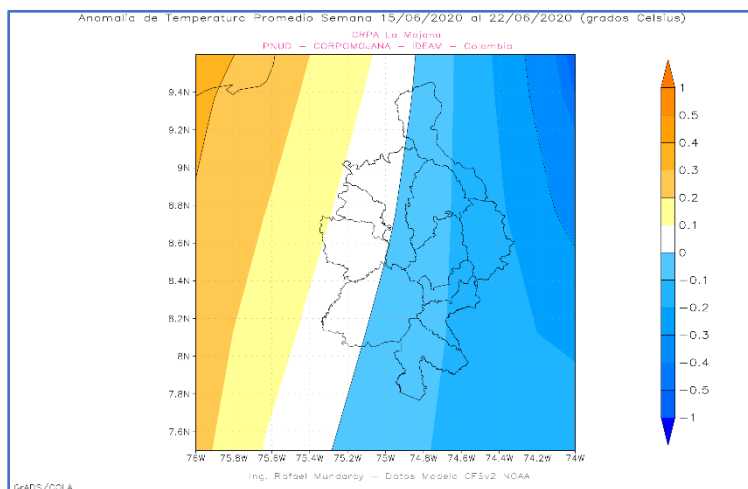 Anomalía de Temperatura Promedio Semana 15/06/2020 al 22/06/2020 (grados Celsius)
CRPA La Mojana
PNUD – CORPOMOJANA – IDEAM – Colombia
9.4N
9.2N
9N
8.8N
8.6N
8.4N
8.2N
8N
7.8N
7.6N
76W 75.8W 75.6W 75.4W 75.2W 75W 74.8W 74.6W 74.4W 74.2W 74W
1
0.5
0.4
0.3
0.2
0.1
0
-0.1
-0.2
-0.3
-0.4
-0.5
-1
Ing. Rafael Mundaray – Datos Modelo CFSv2 NOAA
GrADS/COLA